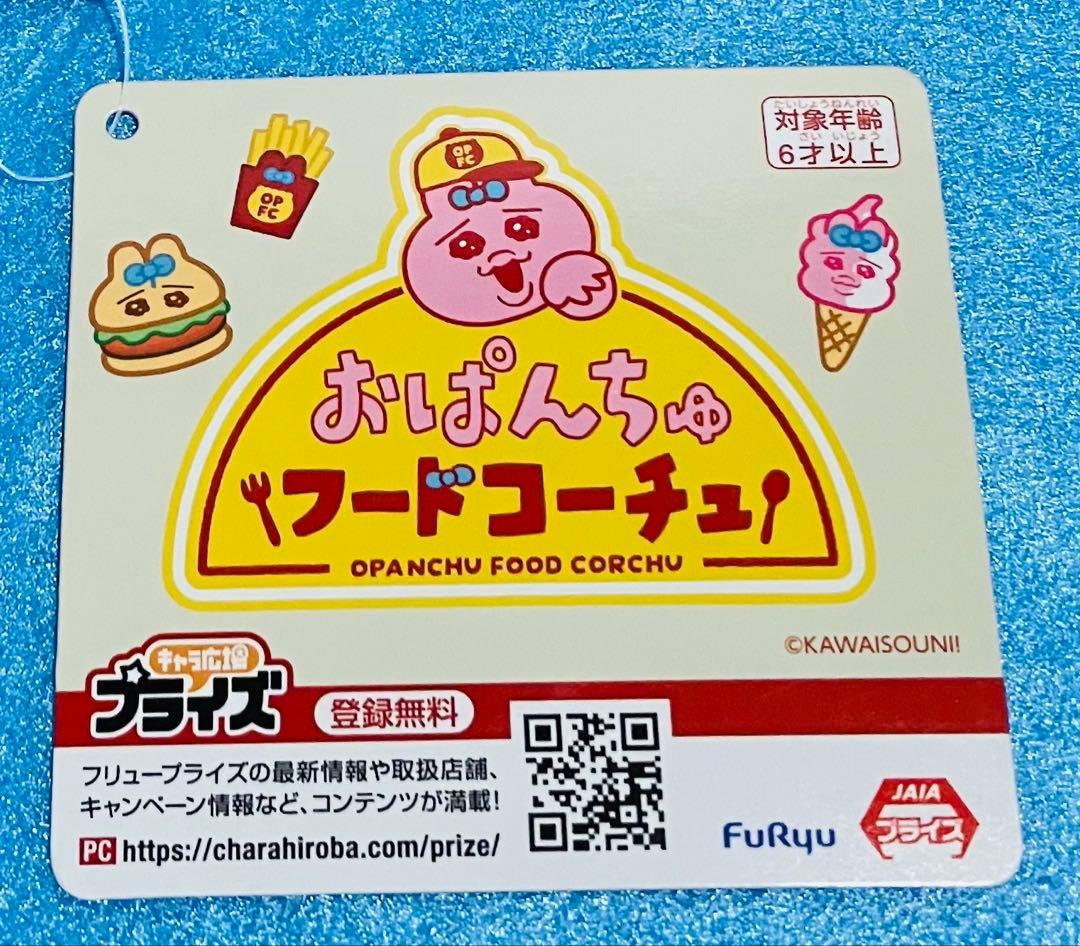 たいしょうねんれい
対象年齢
さい いじょう
6才以上
OP
FC
OP
FC
おぱんちゅ
フードコーチュ
OPANCHU FOOD CORCHU
©KAWAISOUNI!
キャラ広場
プライズ
登録無料
フリュープライズの最新情報や取扱店舗、
キャンペーン情報など、コンテンツが満載!
PC https://charahiroba.com/prize/
FuRyu
JAIA
プライズ